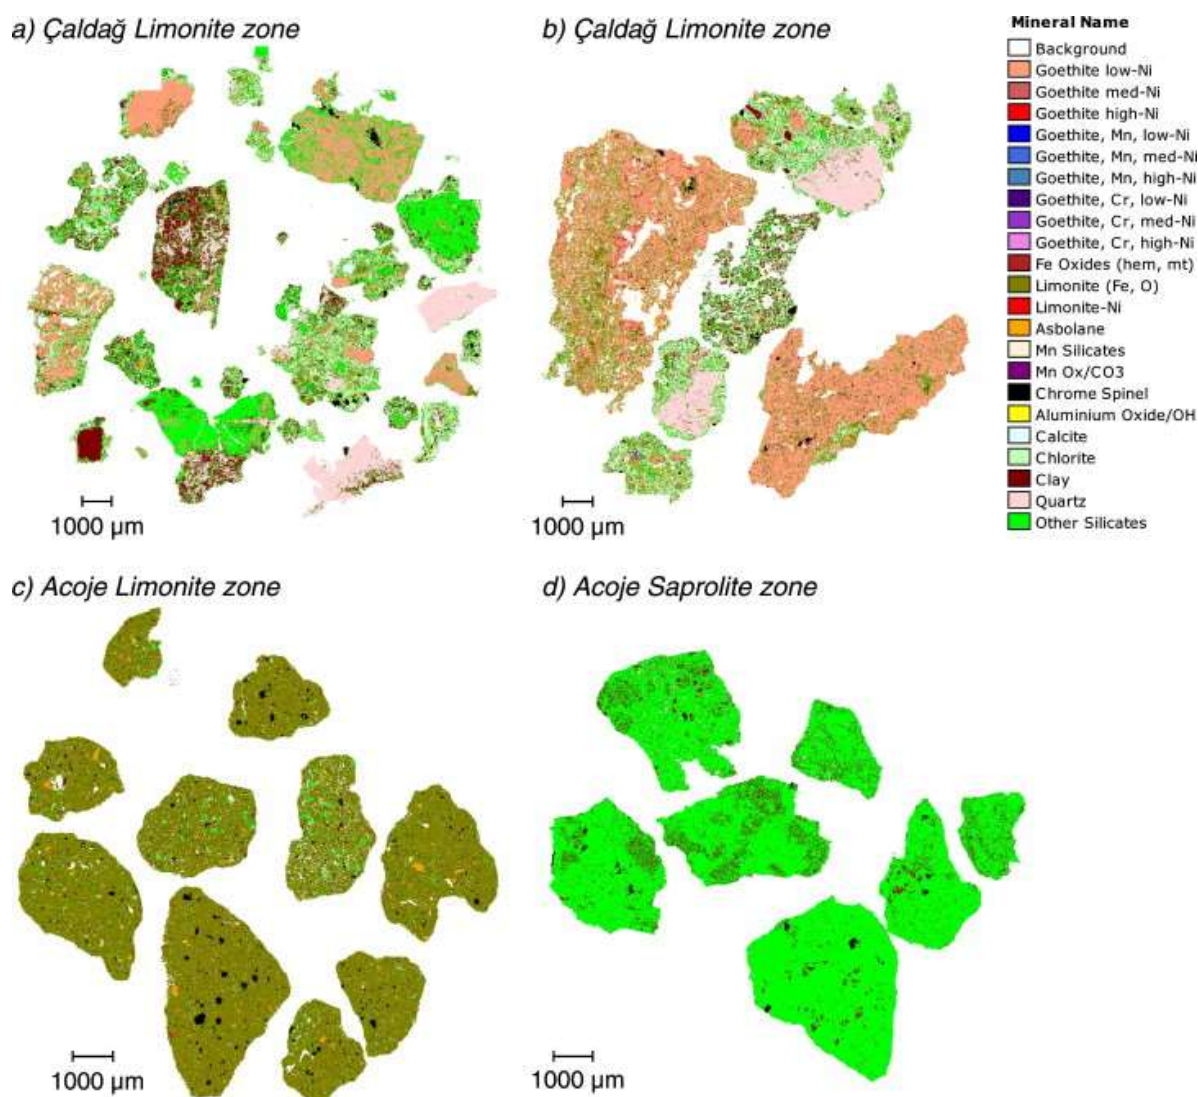 a) Çaldağ Limonite zone
b) Çaldağ Limonite zone
Mineral Name
Background
Goethite low-Ni
Goethite med-Ni
Goethite high-Ni
Goethite, Mn, low-Ni
Goethite, Mn, med-Ni
Goethite, Mn, high-Ni
Goethite, Cr, low-Ni
Goethite, Cr, med-Ni
Goethite, Cr, high-Ni
Fe Oxides (hem, mt)
Limonite (Fe, O)
Limonite-Ni
Asbolane
Mn Silicates
Mn Ox/CO3
Chrome Spinel
Aluminium Oxide/OH
Calcite
Chlorite
Clay
Quartz
Other Silicates
1000 µm
1000 µm
c) Acoje Limonite zone
d) Acoje Saprolite zone
1000 µm
1000 µm